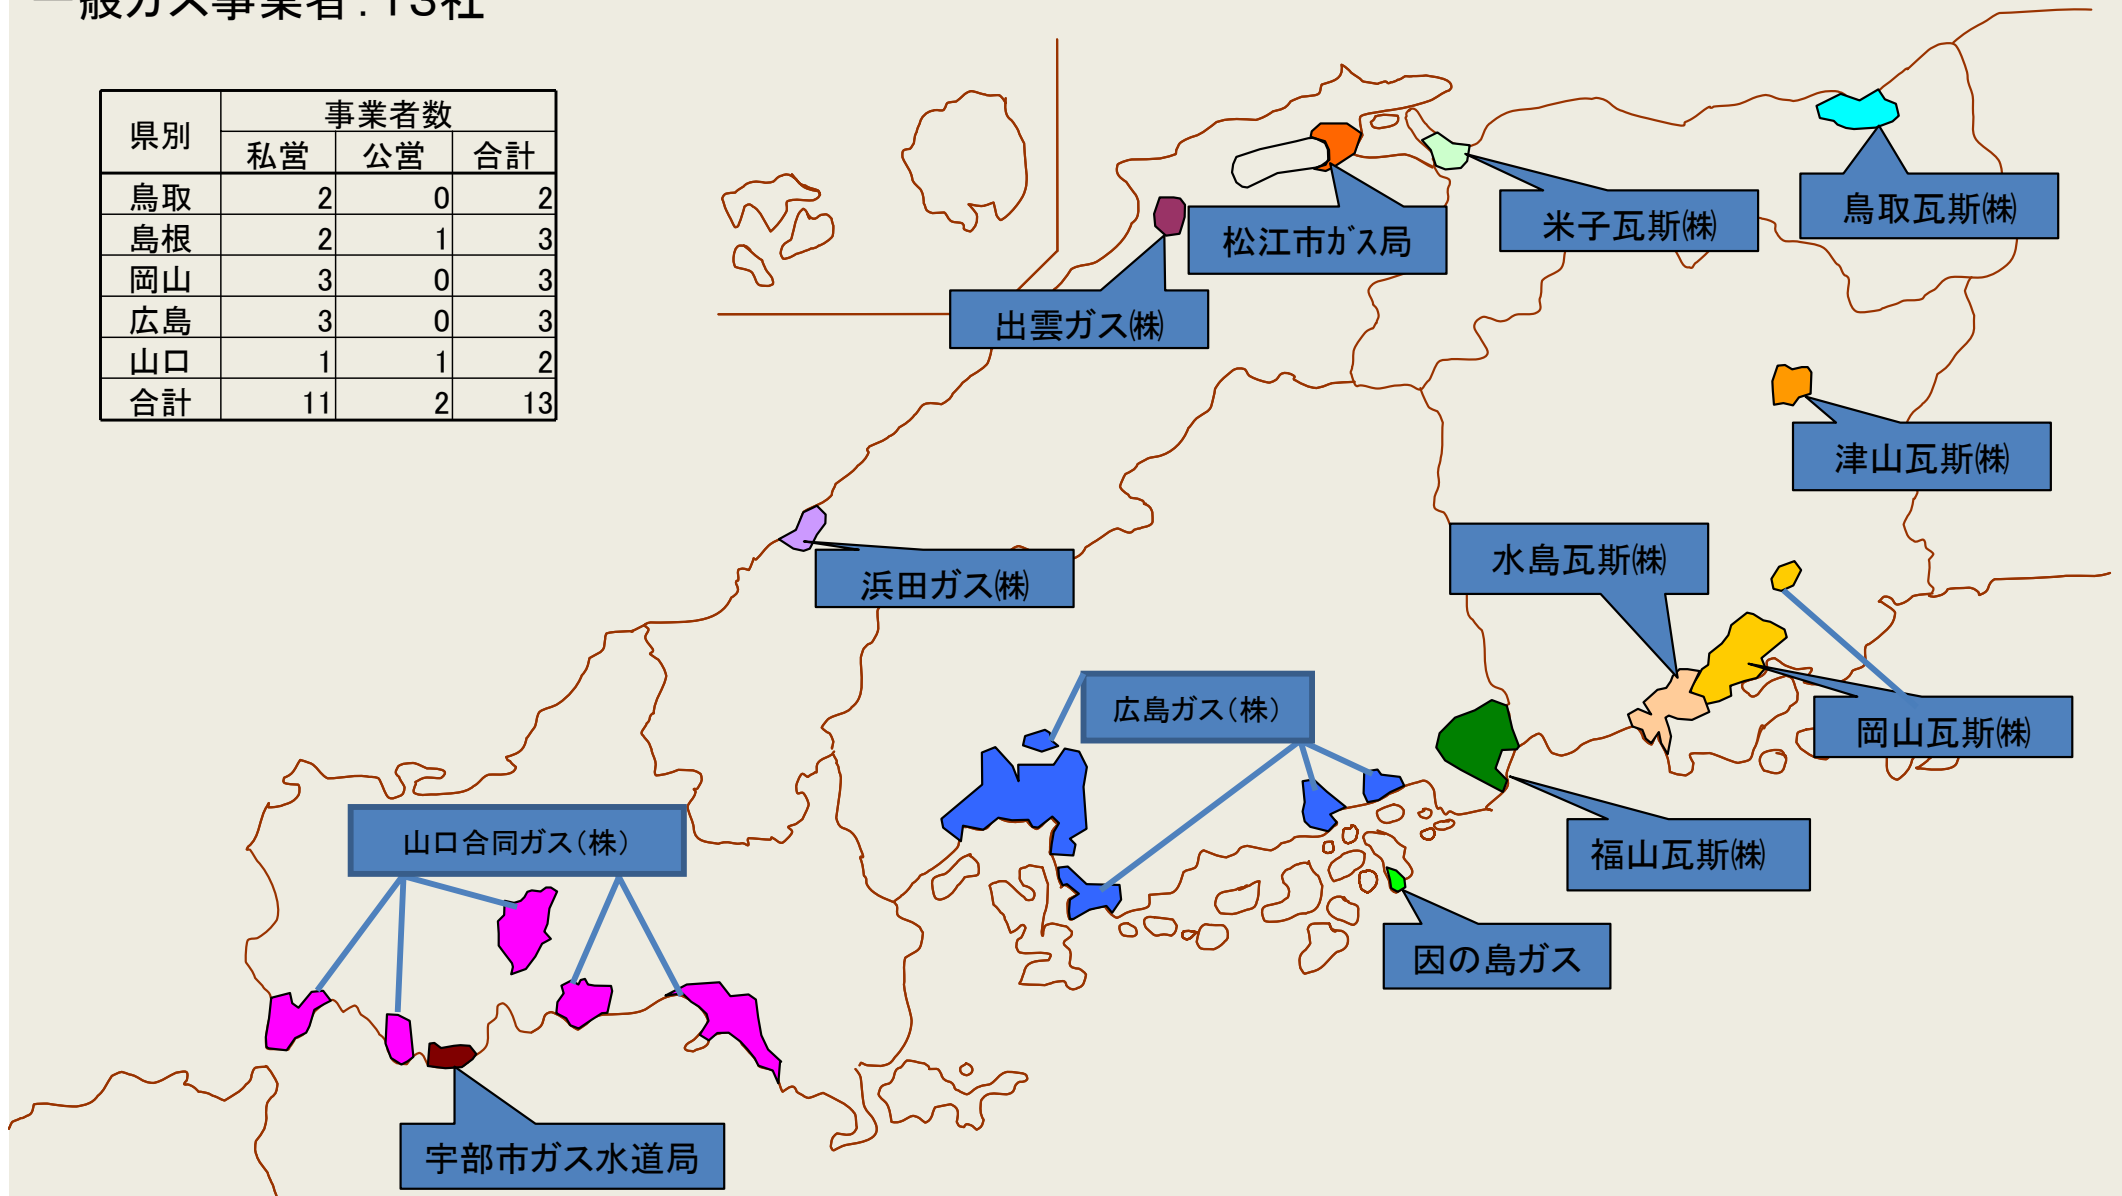 一般ガス事業者：13社
県別 事業者数
私営 公営 合計
鳥取 2 0 2
島根 2 1 3
岡山 3 0 3
広島 3 0 3
山口 1 1 2
合計 11 2 13
鳥取瓦斯㈱
米子瓦斯㈱
松江市ｶﾞｽ局
出雲ガス㈱
津山瓦斯㈱
水島瓦斯㈱
浜田ガス㈱
広島ガス（株）
岡山瓦斯㈱
山口合同ガス（株）
福山瓦斯㈱
因の島ガス
宇部市ガス水道局